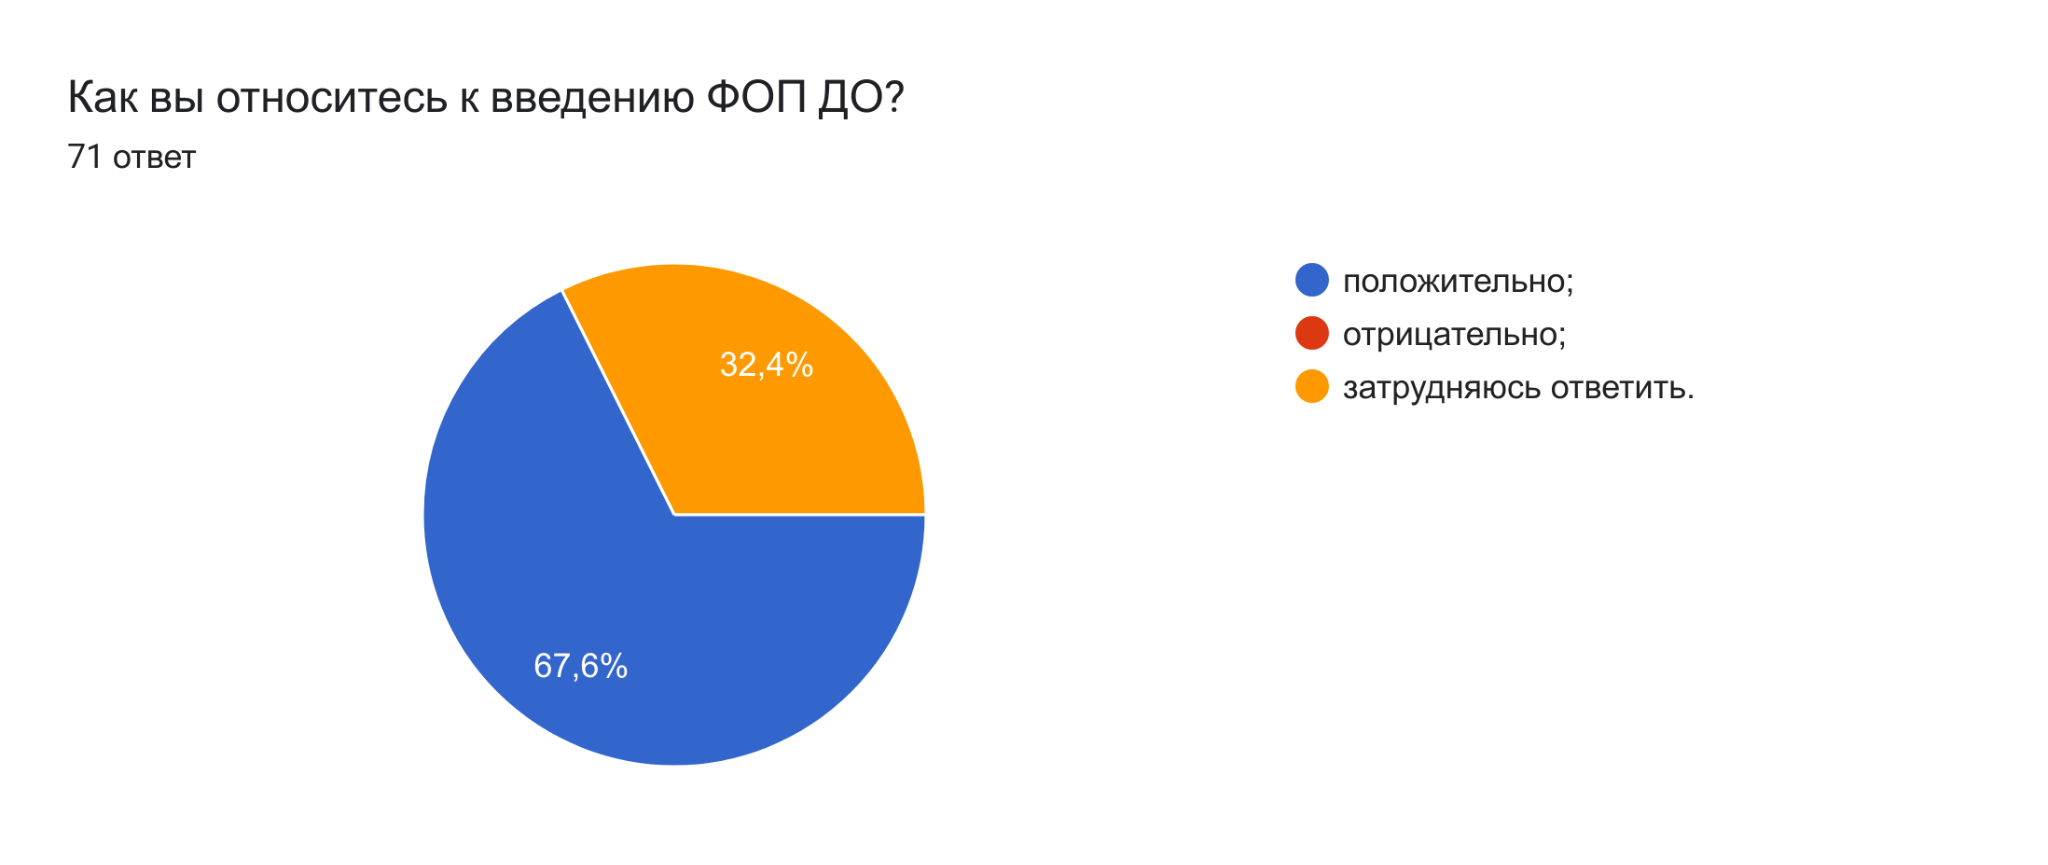 Как вы относитесь к введению ФОП ДО?
71 ответ
32,4%
67,6%
положительно;
отрицательно;
затрудняюсь ответить.